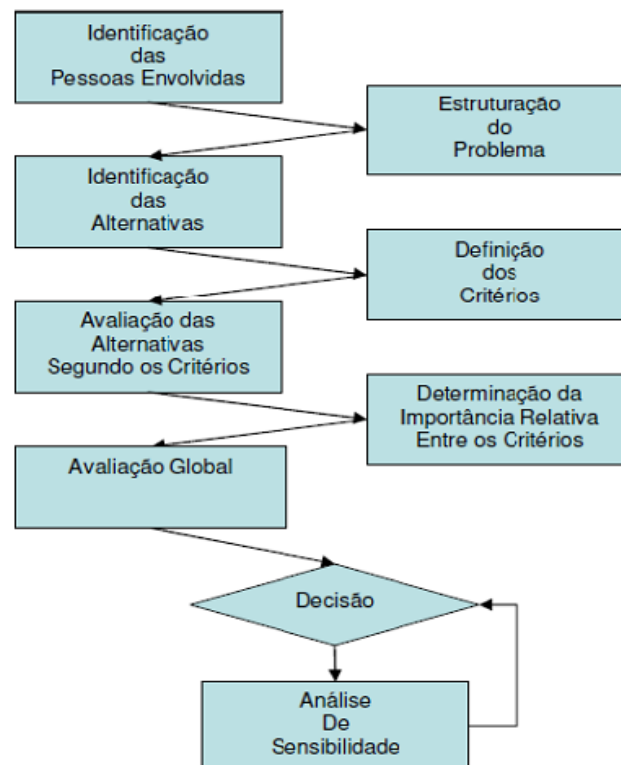 Identificação
das
Pessoas Envolvidas
Estruturação
do
Problema
Identificação
das
Alternativas
Definição
dos
Critérios
Avaliação das
Alternativas
Segundo os Critérios
Determinação da
Importância Relativa
Entre os Critérios
Avaliação Global
Decisão
Análise
De
Sensibilidade